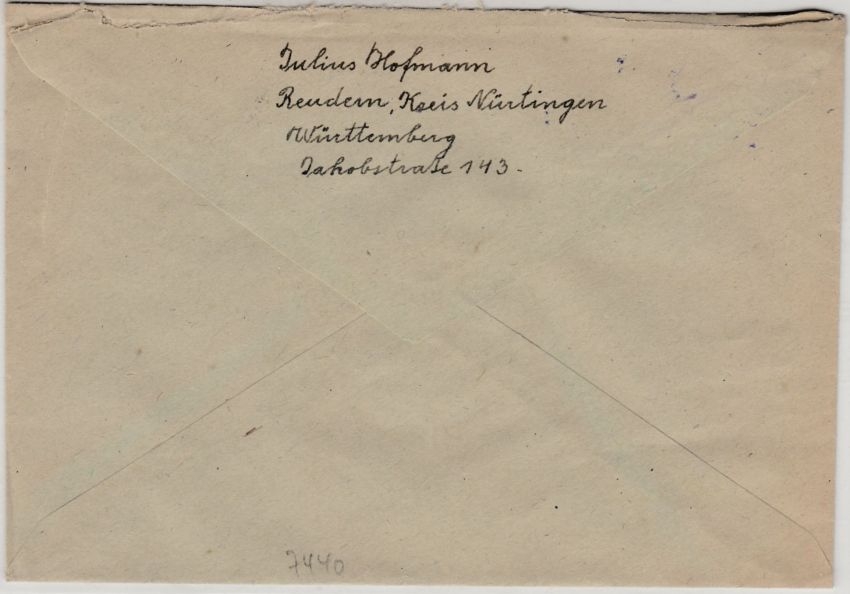 Julius Hofmann
Reudern, Kreis Nürtingen
Württemberg
Jakobstraße 143.
7440